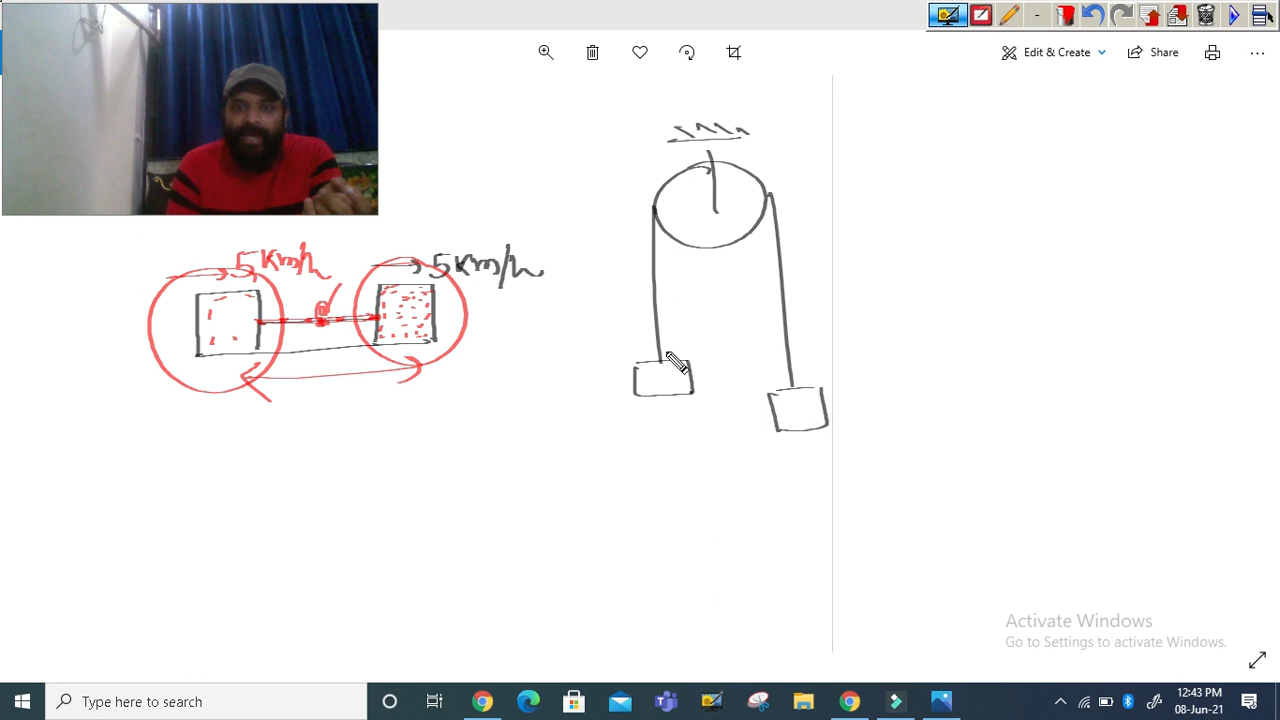 Edit & Create
Share
5km/h
5km/h
Activate Windows
Go to Settings to activate Windows.
Type here to search
12:43 PM
08-Jun-21